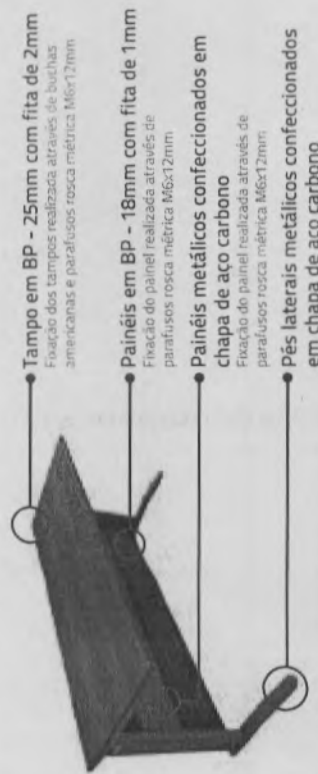 Tampo em BP - 25mm com fita de 2mm
Fixação dos tampos realizada através de buchas
americanas e parafusos rosca métrica M6x12mm
Painéis em BP - 18mm com fita de 1mm
Fixação do painel realizada através de
parafusos rosca métrica M6x12mm
Painéis metálicos confeccionados em
chapa de aço carbono
Fixação do painel realizada através de
parafusos rosca métrica M6x12mm
Pés laterais metálicos confeccionados
em chapa de aço carbono